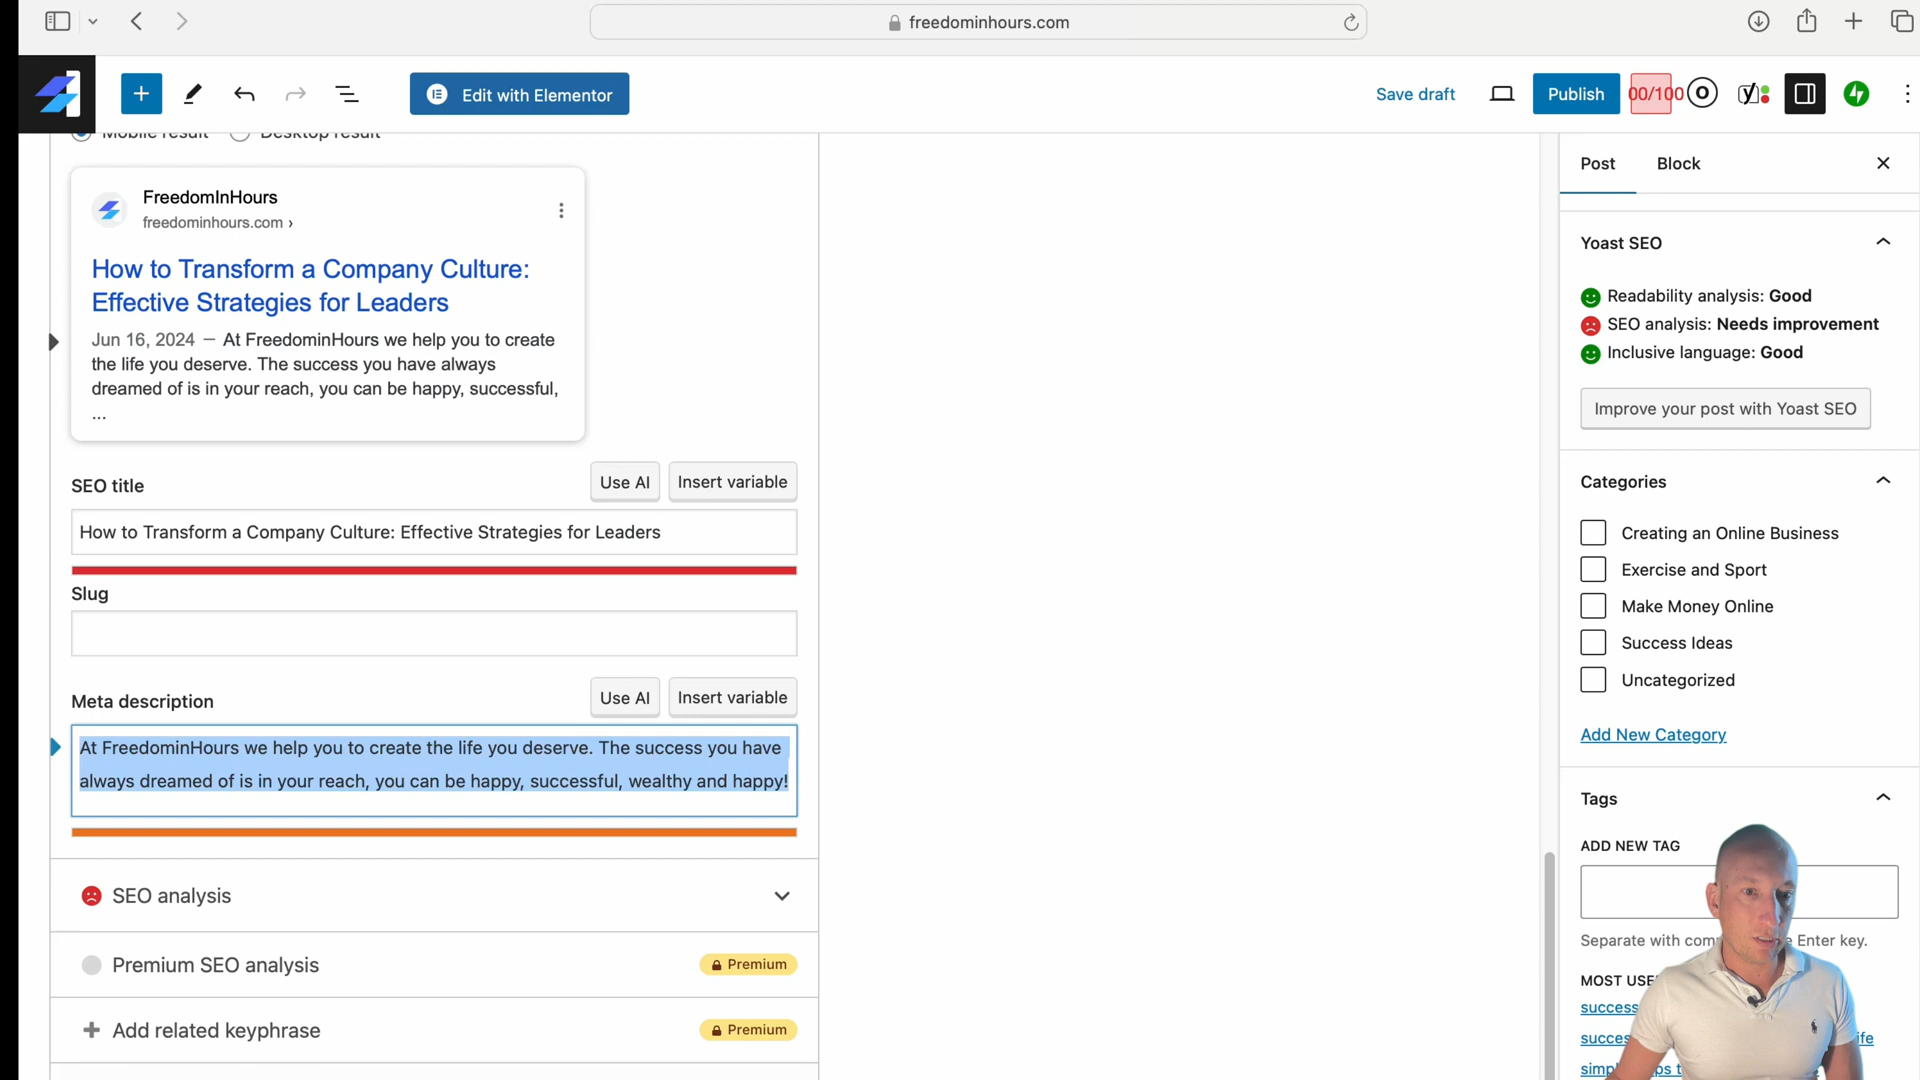 freedominhours.com
Edit with Elementor
Save draft
Publish
00/100
Mobile result
Desktop result
FreedomInHours
freedominhours.com ›
How to Transform a Company Culture:
Effective Strategies for Leaders
Jun 16, 2024 — At FreedominHours we help you to create
the life you deserve. The success you have always
dreamed of is in your reach, you can be happy, successful,
...
SEO title
Use AI
Insert variable
How to Transform a Company Culture: Effective Strategies for Leaders
Slug
Meta description
Use AI
Insert variable
At FreedominHours we help you to create the life you deserve. The success you have
always dreamed of is in your reach, you can be happy, successful, wealthy and happy!
SEO analysis
Premium SEO analysis
Premium
Add related keyphrase
Premium
Post
Block
Yoast SEO
Readability analysis: Good
SEO analysis: Needs improvement
Inclusive language: Good
Improve your post with Yoast SEO
Categories
Creating an Online Business
Exercise and Sport
Make Money Online
Success Ideas
Uncategorized
Add New Category
Tags
ADD NEW TAG
Separate with Enter key.
MOST
success